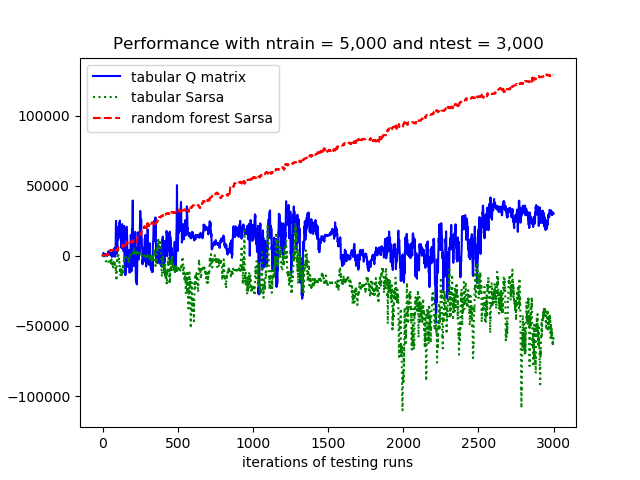 Performance with ntrain = 5,000 and ntest = 3,000
tabular Q matrix
tabular Sarsa
random forest Sarsa
100000
50000
0
−50000
−100000
0 500 1000 1500 2000 2500 3000
iterations of testing runs